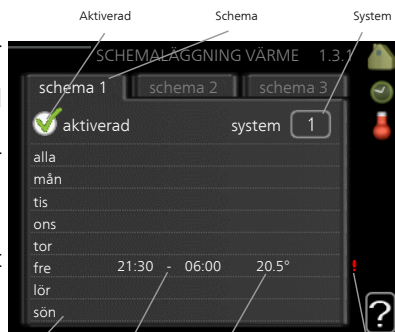 Aktiverad Schema System
SCHEMALÄGGNING VÄRME 1.3.1
schema 1 schema 2 schema 3
aktiverad system 1
alla
mån
tis
ons
tor
fre 21:30 - 06:00 20.5° !
lör
sön
?